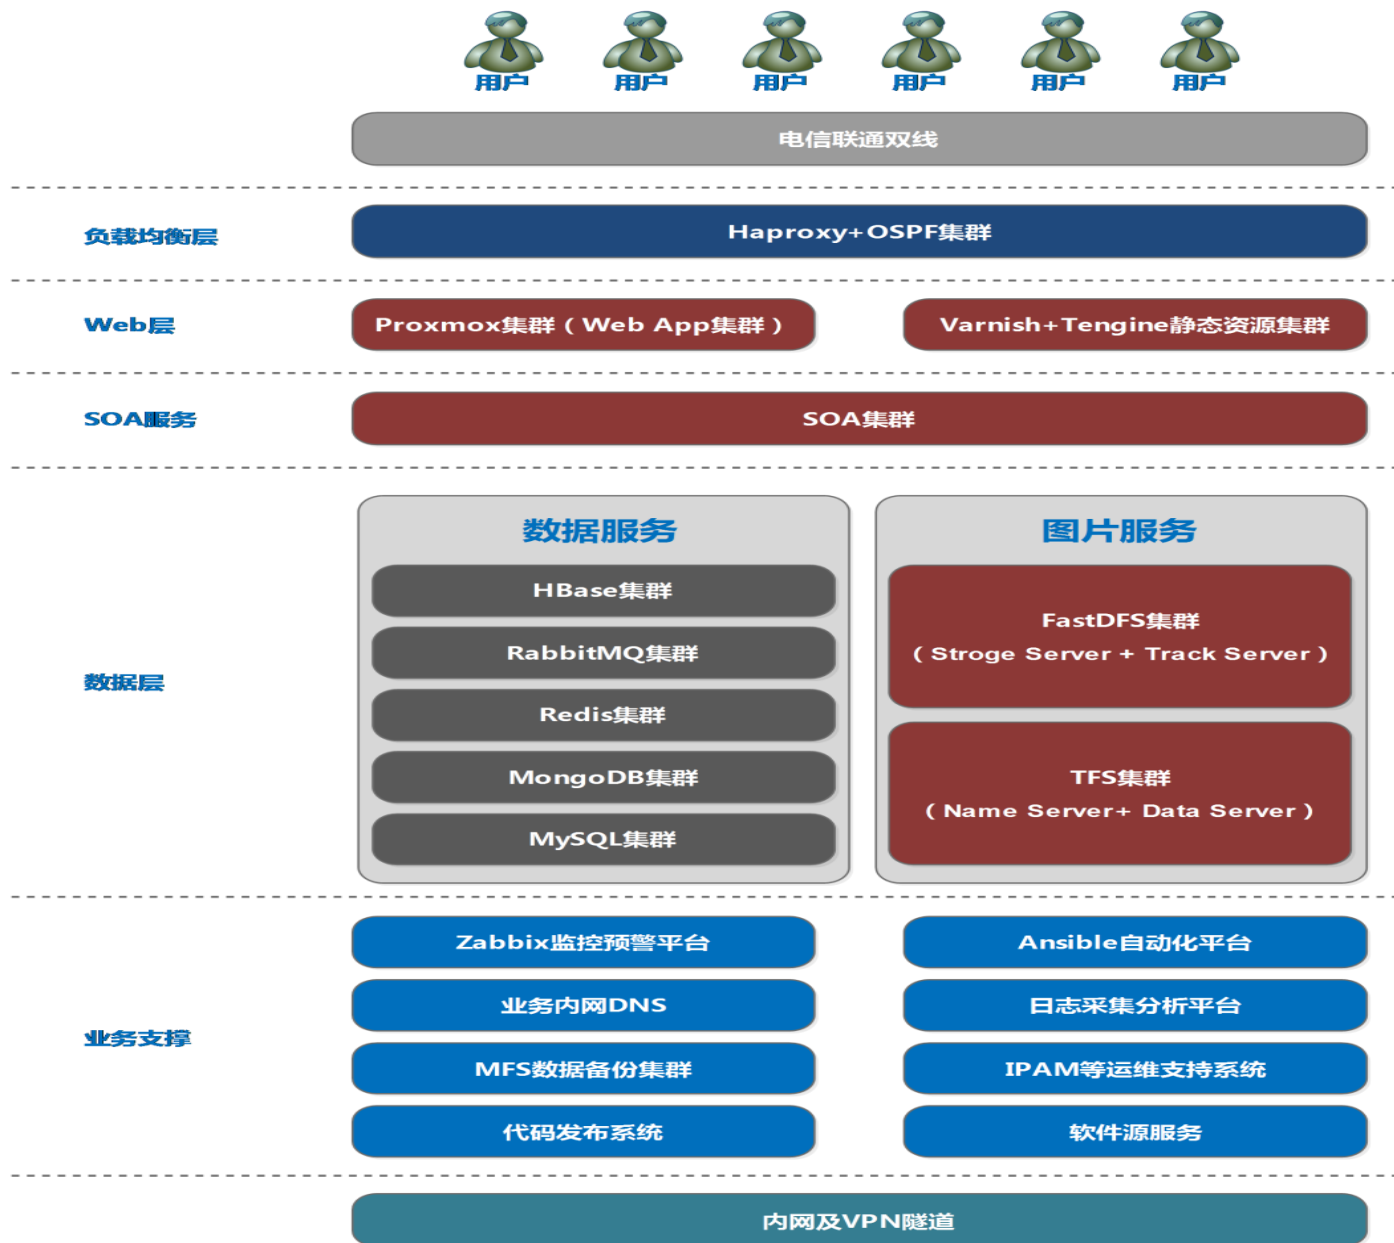 用户 用户 用户 用户 用户 用户
电信联通双线
负载均衡层
Haproxy+OSPF集群
Web层
Proxmox集群（Web App集群）
Varnish+Tengine静态资源集群
SOA服务
SOA集群
数据层
数据服务
HBase集群
RabbitMQ集群
Redis集群
MongoDB集群
MySQL集群
图片服务
FastDFS集群
（Stroge Server + Track Server）
TFS集群
（Name Server+ Data Server）
业务支撑
Zabbix监控预警平台
Ansible自动化平台
业务内网DNS
日志采集分析平台
MFS数据备份集群
IPAM等运维支持系统
代码发布系统
软件源服务
内网及VPN隧道